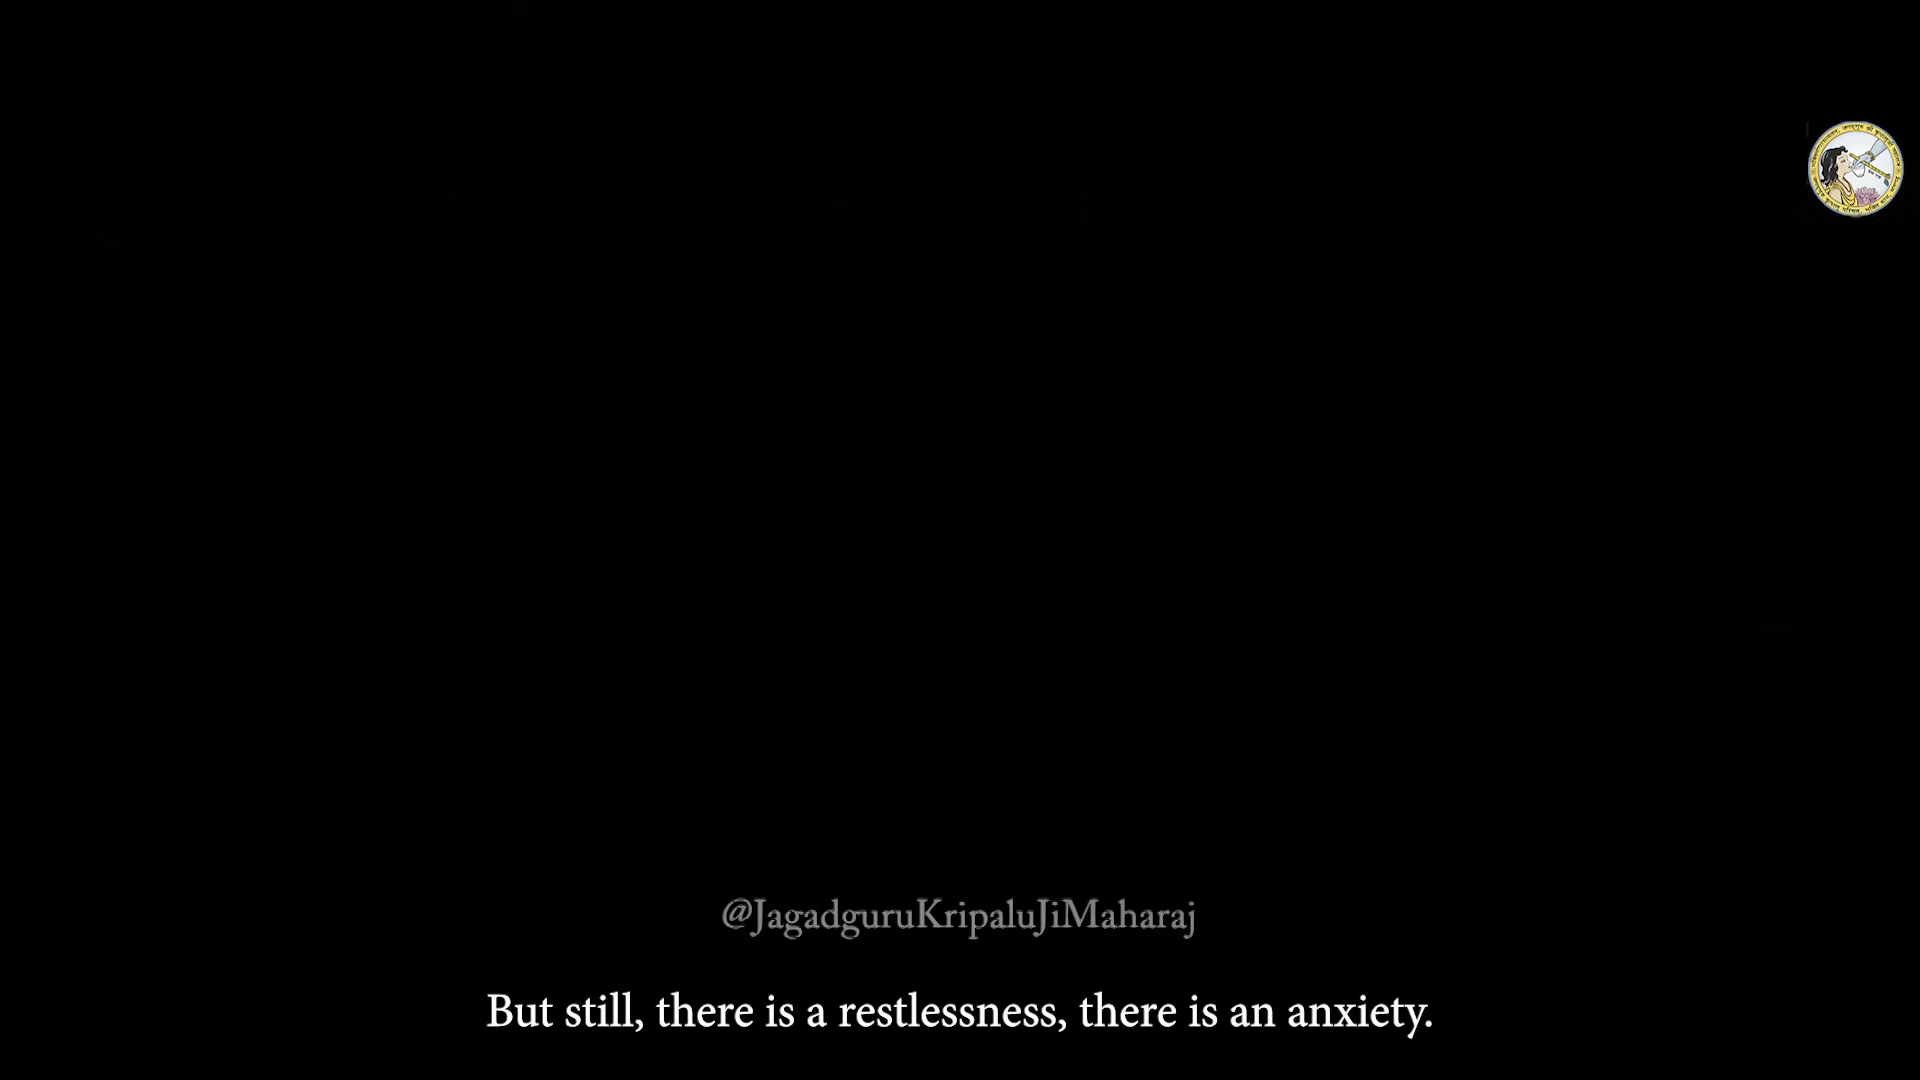 @JagadguruKripaluJiMaharaj
But still, there is a restlessness, there is an anxiety.